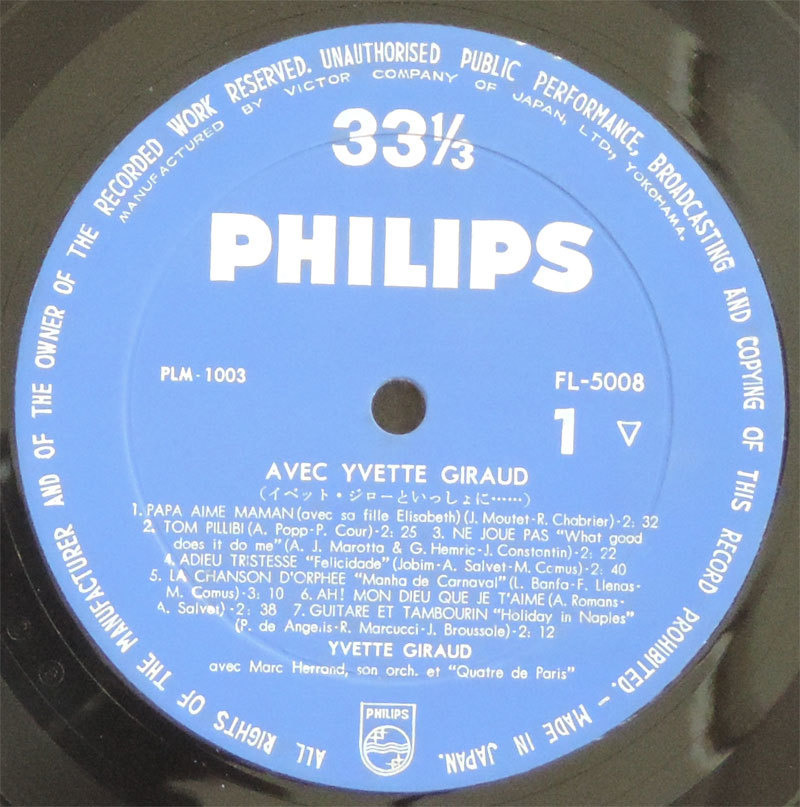 ALL RIGHTS OF THE MANUFACTURER AND OF THE OWNER OF THE RECORDED WORK RESERVED. UNAUTHORISED PUBLIC PERFORMANCE, BROADCASTING AND COPYING OF THIS RECORD PROHIBITED. – MADE IN JAPAN.
MANUFACTURED BY VICTOR COMPANY OF JAPAN, LTD., YOKOHAMA.
33⅓
PHILIPS
PLM-1003
FL-5008
1 ▽
AVEC YVETTE GIRAUD
(イベット・ジローといっしょに……)
1. PAPA AIME MAMAN (avec sa fille Elisabeth) (J. Moutet-R. Chabrier)-2: 32
2. TOM PILLIBI (A. Popp-P. Cour)-2: 25 3. NE JOUE PAS "What good
does it do me" (A. J. Marotta & G. Hemric-J. Constantin)-2: 22
4. ADIEU TRISTESSE "Felicidade" (Jobim-A. Salvet-M. Camus)-2: 40
5. LA CHANSON D'ORPHEE "Manha de Carnaval" (L. Banfa-F. Llenas-
M. Camus)-3: 10 6. AH! MON DIEU QUE JE T'AIME (A. Romans-
A. Salvet)-2: 38 7. GUITARE ET TAMBOURIN "Holiday in Naples"
(P. de Angelis-R. Marcucci-J. Broussole)-2: 12
YVETTE GIRAUD
avec Marc Herrand, son orch. et "Quatre de Paris"
PHILIPS